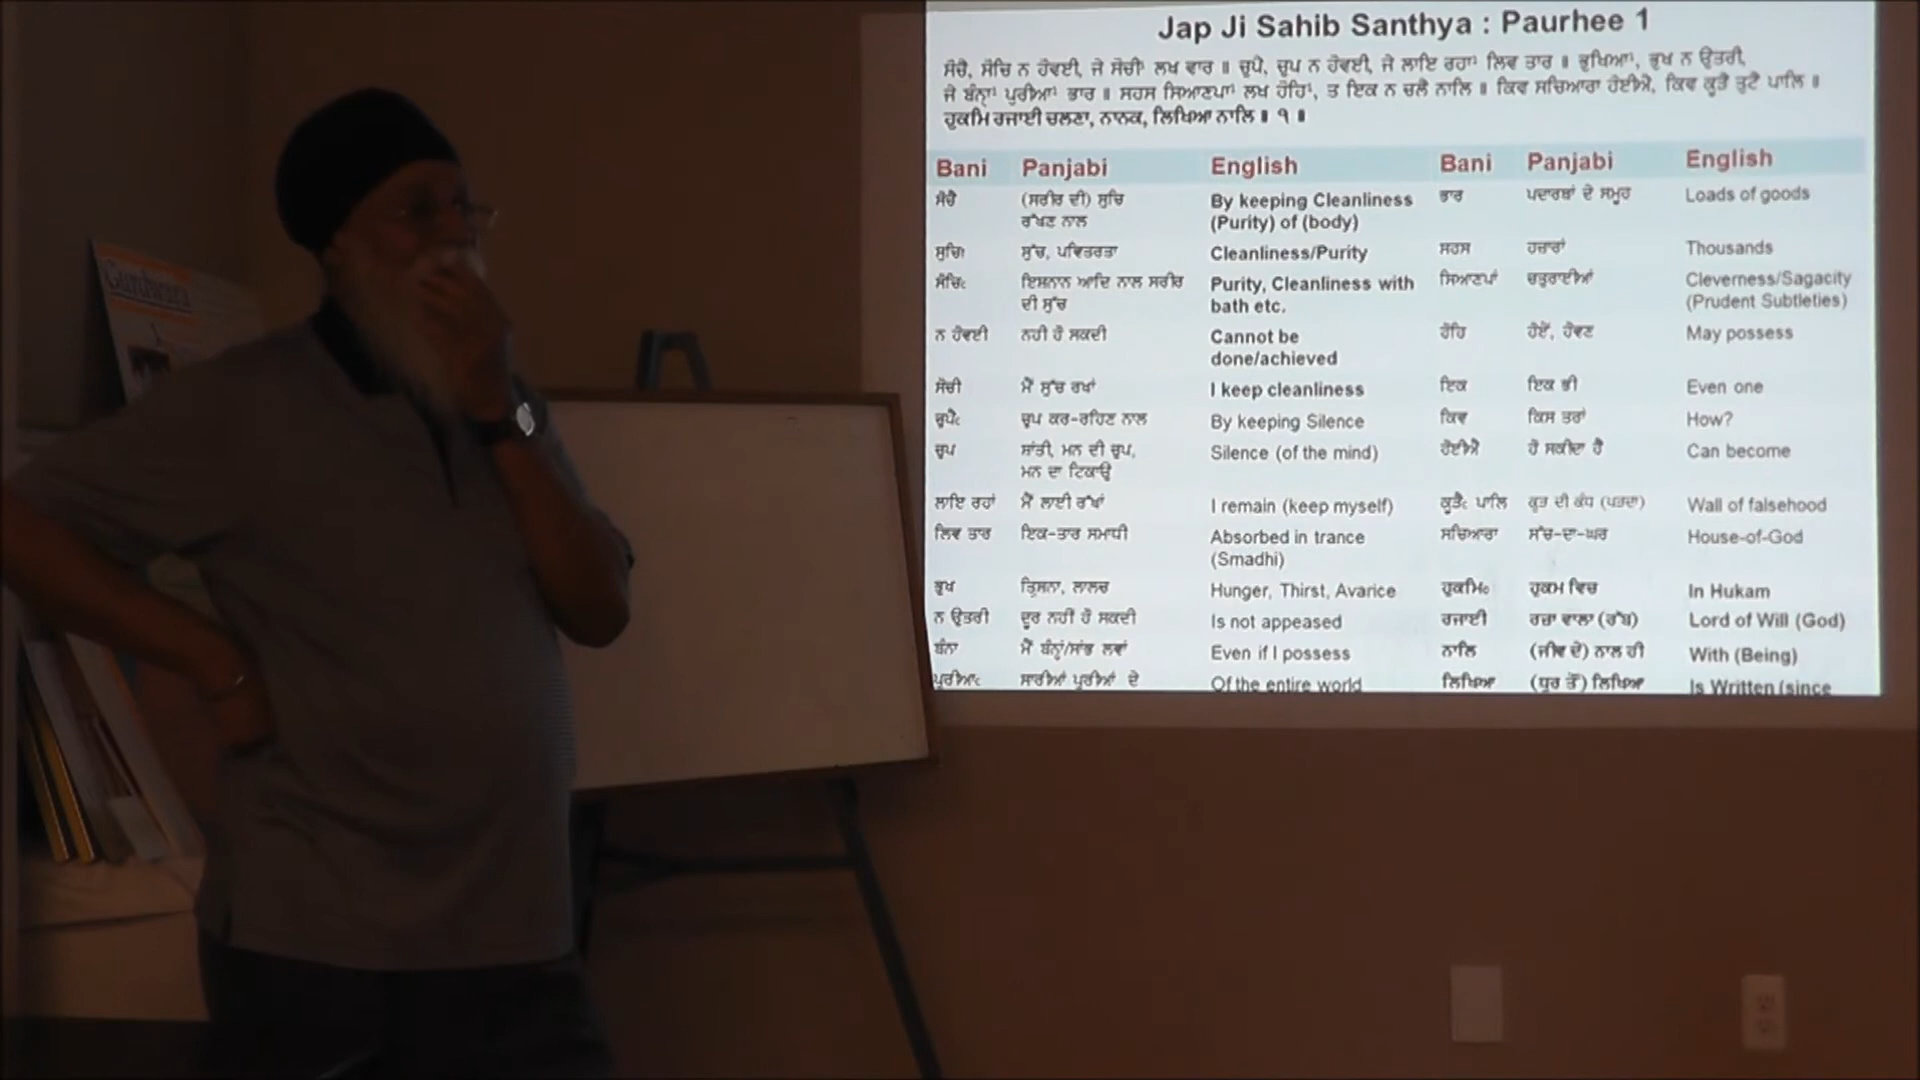 Jap Ji Sahib Santhya : Paurhee 1
ਸੋਚੈ, ਸੋਚਿ ਨ ਹੋਵਈ, ਜੇ ਸੋਚੀਂ ਲਖ ਵਾਰ ॥ ਚੁਪੈ, ਚੁਪ ਨ ਹੋਵਈ, ਜੇ ਲਾਇ ਰਹਾਂ ਲਿਵ ਤਾਰ ॥ ਭੁਖਿਆਂ, ਭੁਖ ਨ ਉਤਰੀ,
ਜੇ ਬੰਨ੍ਹਾਂ ਪੁਰੀਆਂ ਭਾਰ ॥ ਸਹਸ ਸਿਆਣਪਾਂ ਲਖ ਹੋਹਿਂ, ਤ ਇਕ ਨ ਚਲੈ ਨਾਲਿ ॥ ਕਿਵ ਸਚਿਆਰਾ ਹੋਈਐ, ਕਿਵ ਕੂੜੈ ਤੁਟੈ ਪਾਲਿ ॥
ਹੁਕਮਿ ਰਜਾਈ ਚਲਣਾ, ਨਾਨਕ, ਲਿਖਿਆ ਨਾਲਿ ॥ ੧ ॥
Bani Panjabi English Bani Panjabi English
ਸੋਚੈ (ਸਰੀਰ ਦੀ) ਸੁਚਿ By keeping Cleanliness ਭਾਰ ਪਦਾਰਥਾਂ ਦੇ ਸਮੂਹ Loads of goods
ਰੱਖਣ ਨਾਲ (Purity) of (body)
ਸੁਚਿ ਸੁੱਚ, ਪਵਿਤਰਤਾ Cleanliness/Purity ਸਹਸ ਹਜ਼ਾਰਾਂ Thousands
ਸੋਚਿ ਇਸ਼ਨਾਨ ਆਦਿ ਨਾਲ ਸਰੀਰ Purity, Cleanliness with ਸਿਆਣਪਾਂ ਚਤੁਰਾਈਆਂ Cleverness/Sagacity
ਦੀ ਸੁੱਚ bath etc. (Prudent Subtleties)
ਨ ਹੋਵਈ ਨਹੀ ਹੋ ਸਕਦੀ Cannot be ਹੋਹਿ ਹੋਣ, ਹੋਵਣ May possess
done/achieved
ਸੋਚੀ ਮੈਂ ਸੁੱਚ ਰਖਾਂ I keep cleanliness ਇਕ ਇਕ ਭੀ Even one
ਚੁਪੈ ਚੁਪ ਕਰ-ਰਹਿਣ ਨਾਲ By keeping Silence ਕਿਵ ਕਿਸ ਤਰਾਂ How?
ਚੁਪ ਸ਼ਾਂਤੀ, ਮਨ ਦੀ ਚੁਪ, Silence (of the mind) ਹੋਈਐ ਹੋ ਸਕੀਦਾ ਹੈ Can become
ਮਨ ਦਾ ਟਿਕਾਉ
ਲਾਇ ਰਹਾਂ ਮੈਂ ਲਾਈ ਰੱਖਾਂ I remain (keep myself) ਕੂੜੈ ਪਾਲਿ ਕੂੜ ਦੀ ਕੰਧ (ਪਰਦਾ) Wall of falsehood
ਲਿਵ ਤਾਰ ਇਕ-ਤਾਰ ਸਮਾਧੀ Absorbed in trance ਸਚਿਆਰਾ ਸੱਚ-ਦਾ-ਘਰ House-of-God
(Smadhi)
ਭੁਖ ਤ੍ਰਿਸਨਾ, ਲਾਲਚ Hunger, Thirst, Avarice ਹੁਕਮਿ ਹੁਕਮ ਵਿਚ In Hukam
ਨ ਉਤਰੀ ਦੂਰ ਨਹੀਂ ਹੋ ਸਕਦੀ Is not appeased ਰਜਾਈ ਰਜ਼ਾ ਵਾਲਾ (ਰੱਬ) Lord of Will (God)
ਬੰਨਾ ਮੈਂ ਬੰਨ੍ਹਾਂ/ਸਾਂਭ ਲਵਾਂ Even if I possess ਨਾਲਿ (ਜੀਵ ਦੇ) ਨਾਲ ਹੀ With (Being)
ਪੁਰੀਆ ਸਾਰੀਆਂ ਪੁਰੀਆਂ ਦੇ Of the entire world ਲਿਖਿਆ (ਧੁਰ ਤੋਂ) ਲਿਖਿਆ Is Written (since
Gurdwara